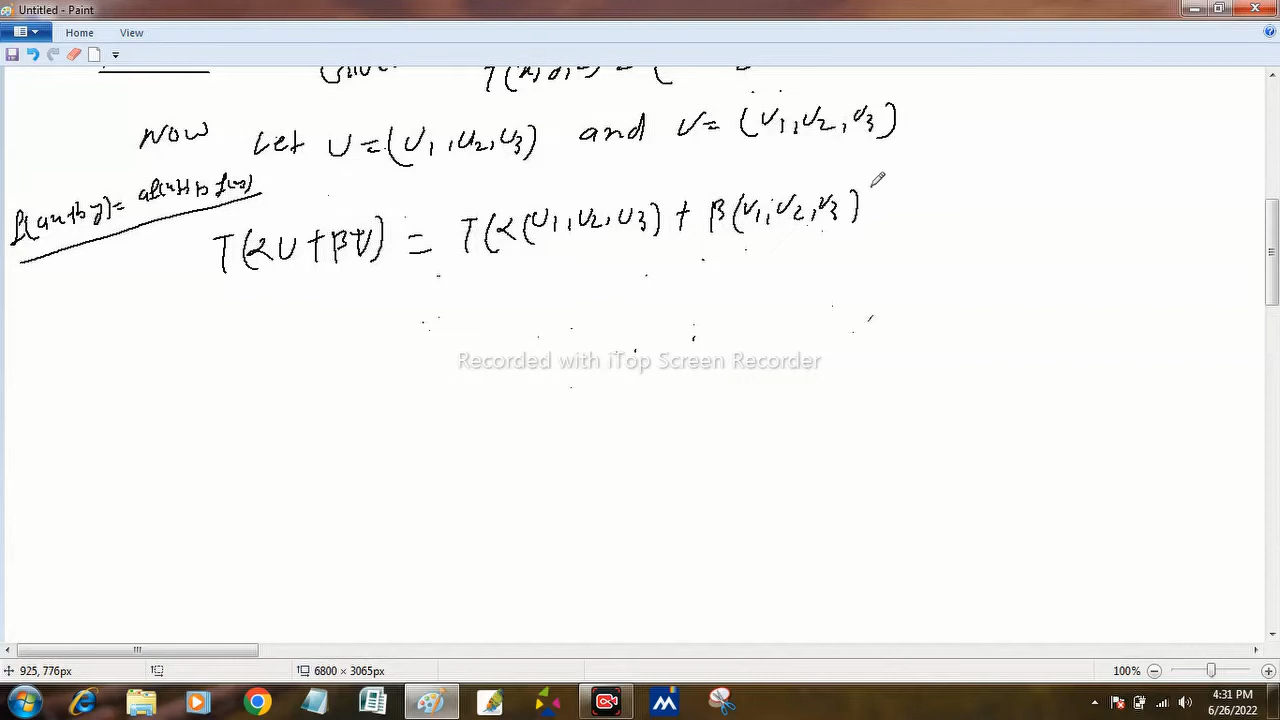 Untitled - Paint
Home View
Now Let U = (U1, U2, U3) and V = (V1, V2, V3)
T(αU + βV) = T(α(U1, U2, U3) + β(V1, V2, V3)
Recorded with iTop Screen Recorder
925, 776px
6800 × 3065px
100%
4:31 PM
6/26/2022